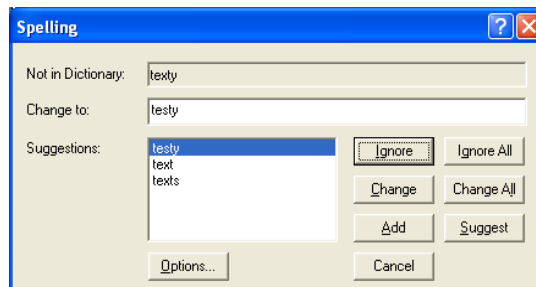 Spelling
Not in Dictionary: texty
Change to: testy
Suggestions: testy Ignore Ignore All
text
texts
Change Change All
Add Suggest
Options... Cancel